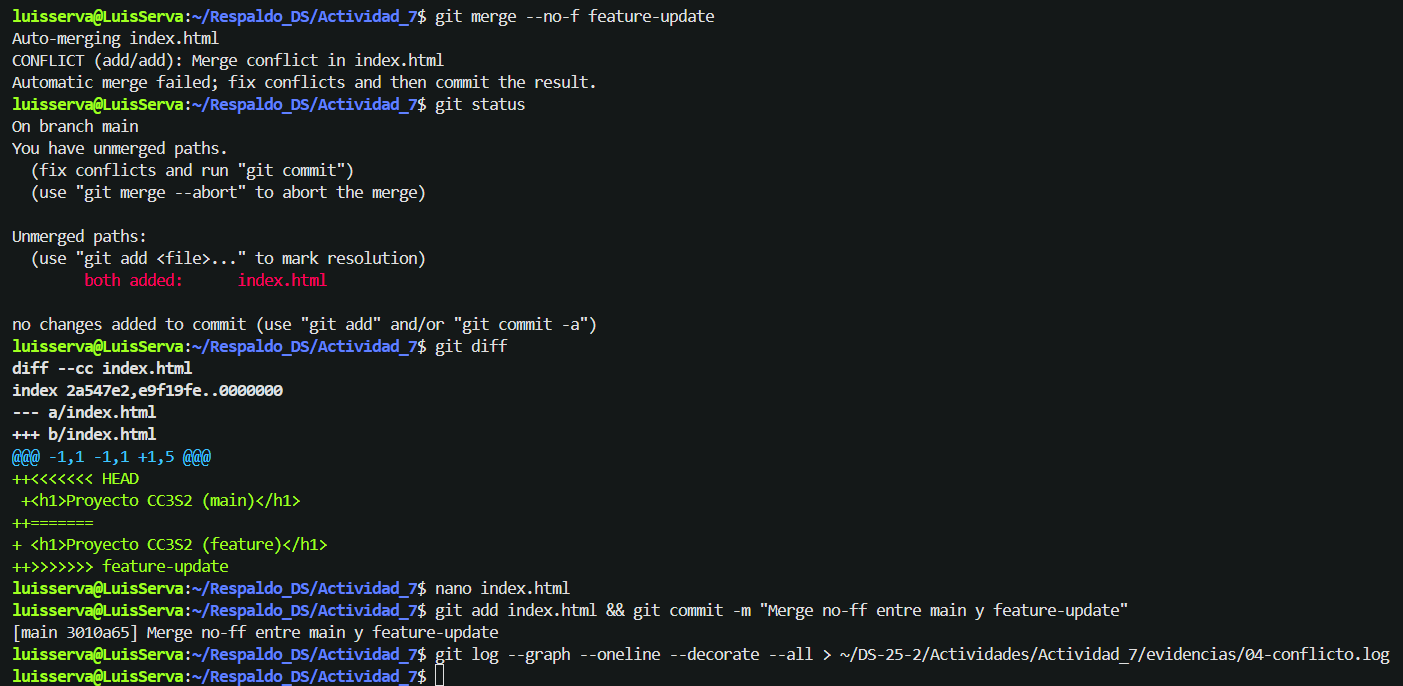 luisserva@LuisServa:~/Respaldo_DS/Actividad_7$ git merge --no-f feature-update
Auto-merging index.html
CONFLICT (add/add): Merge conflict in index.html
Automatic merge failed; fix conflicts and then commit the result.
luisserva@LuisServa:~/Respaldo_DS/Actividad_7$ git status
On branch main
You have unmerged paths.
  (fix conflicts and run "git commit")
  (use "git merge --abort" to abort the merge)

Unmerged paths:
  (use "git add <file>..." to mark resolution)
        both added:      index.html

no changes added to commit (use "git add" and/or "git commit -a")
luisserva@LuisServa:~/Respaldo_DS/Actividad_7$ git diff
diff --cc index.html
index 2a547e2,e9f19fe..0000000
--- a/index.html
+++ b/index.html
@@@ -1,1 -1,1 +1,5 @@@
++<<<<<<< HEAD
 +<h1>Proyecto CC3S2 (main)</h1>
++=======
+ <h1>Proyecto CC3S2 (feature)</h1>
++>>>>>>> feature-update
luisserva@LuisServa:~/Respaldo_DS/Actividad_7$ nano index.html
luisserva@LuisServa:~/Respaldo_DS/Actividad_7$ git add index.html && git commit -m "Merge no-ff entre main y feature-update"
[main 3010a65] Merge no-ff entre main y feature-update
luisserva@LuisServa:~/Respaldo_DS/Actividad_7$ git log --graph --oneline --decorate --all > ~/DS-25-2/Actividades/Actividad_7/evidencias/04-conflicto.log
luisserva@LuisServa:~/Respaldo_DS/Actividad_7$